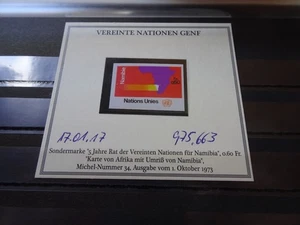 VEREINTE NATIONEN GENF
Namibia
Nations Unies
17.01.17 975,663
Sondermarke "5 Jahre Rat der Vereinten Nationen für Namibia", 0.60 Fr.
"Karte von Afrika mit Umriß von Namibia",
Michel-Nummer 34, Ausgabe vom 1. Oktober 1973